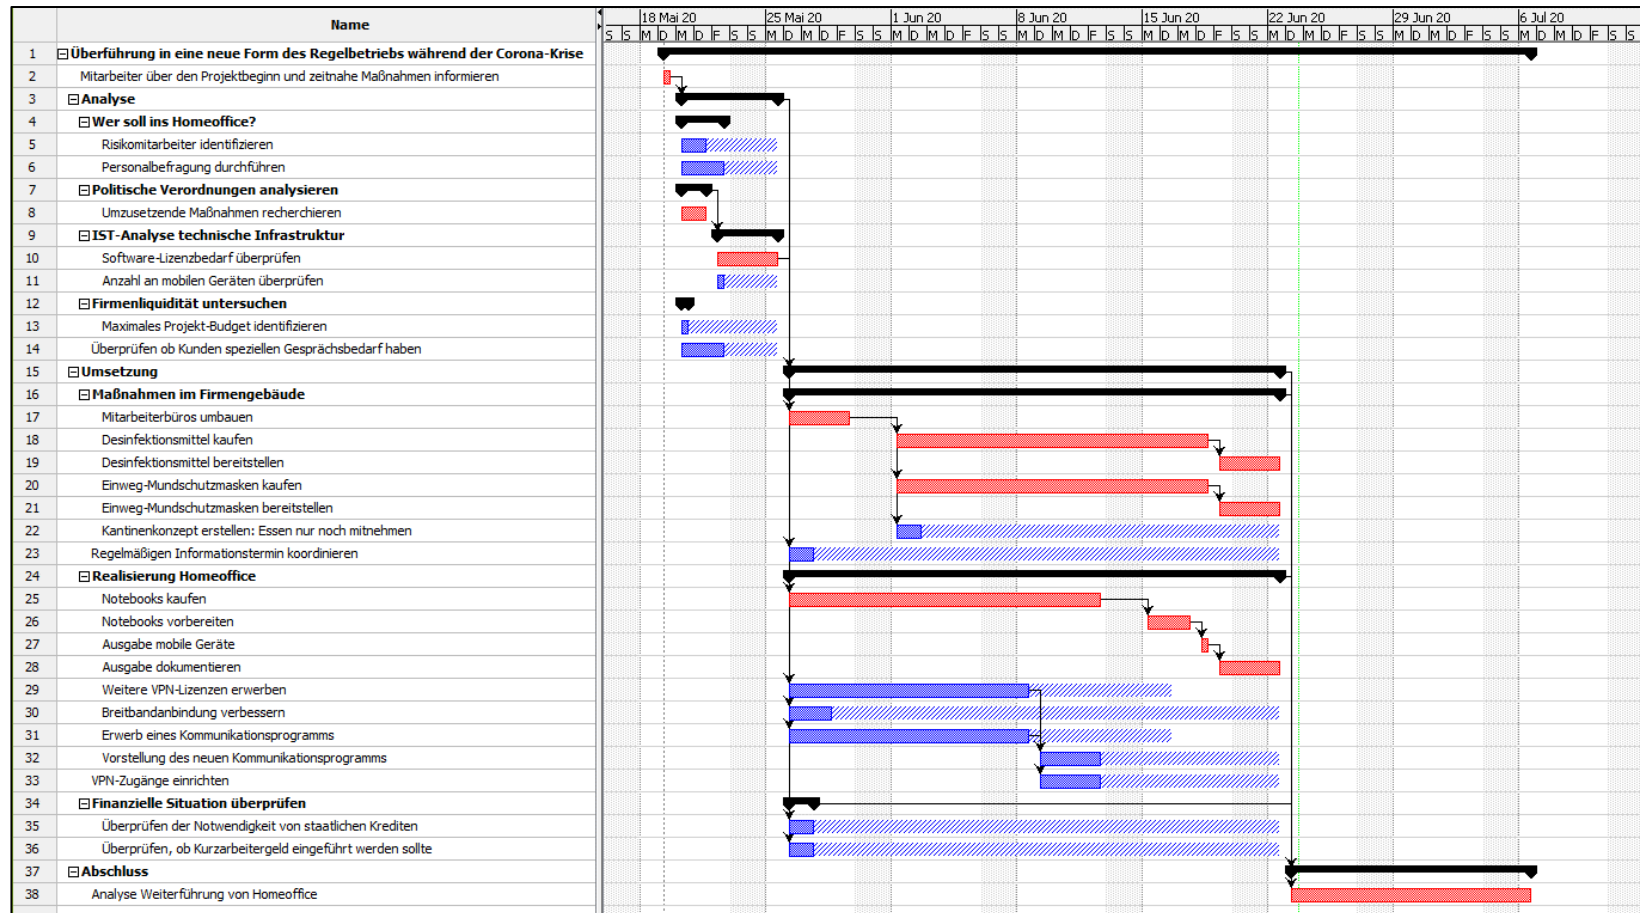 Name
18 Mai 20 25 Mai 20 1 Jun 20 8 Jun 20 15 Jun 20 22 Jun 20 29 Jun 20 6 Jul 20
S S M D M D F S S M D M D F S S M D M D F S S M D M D F S S M D M D F S S M D M D F S S M D M D F S S M D M D F S S
1 Überführung in eine neue Form des Regelbetriebs während der Corona-Krise
2 Mitarbeiter über den Projektbeginn und zeitnahe Maßnahmen informieren
3 Analyse
4 Wer soll ins Homeoffice?
5 Risikomitarbeiter identifizieren
6 Personalbefragung durchführen
7 Politische Verordnungen analysieren
8 Umzusetzende Maßnahmen recherchieren
9 IST-Analyse technische Infrastruktur
10 Software-Lizenzbedarf überprüfen
11 Anzahl an mobilen Geräten überprüfen
12 Firmenliquidität untersuchen
13 Maximales Projekt-Budget identifizieren
14 Überprüfen ob Kunden speziellen Gesprächsbedarf haben
15 Umsetzung
16 Maßnahmen im Firmengebäude
17 Mitarbeiterbüros umbauen
18 Desinfektionsmittel kaufen
19 Desinfektionsmittel bereitstellen
20 Einweg-Mundschutzmasken kaufen
21 Einweg-Mundschutzmasken bereitstellen
22 Kantinenkonzept erstellen: Essen nur noch mitnehmen
23 Regelmäßigen Informationstermin koordinieren
24 Realisierung Homeoffice
25 Notebooks kaufen
26 Notebooks vorbereiten
27 Ausgabe mobile Geräte
28 Ausgabe dokumentieren
29 Weitere VPN-Lizenzen erwerben
30 Breitbandanbindung verbessern
31 Erwerb eines Kommunikationsprogramms
32 Vorstellung des neuen Kommunikationsprogramms
33 VPN-Zugänge einrichten
34 Finanzielle Situation überprüfen
35 Überprüfen der Notwendigkeit von staatlichen Krediten
36 Überprüfen, ob Kurzarbeitergeld eingeführt werden sollte
37 Abschluss
38 Analyse Weiterführung von Homeoffice